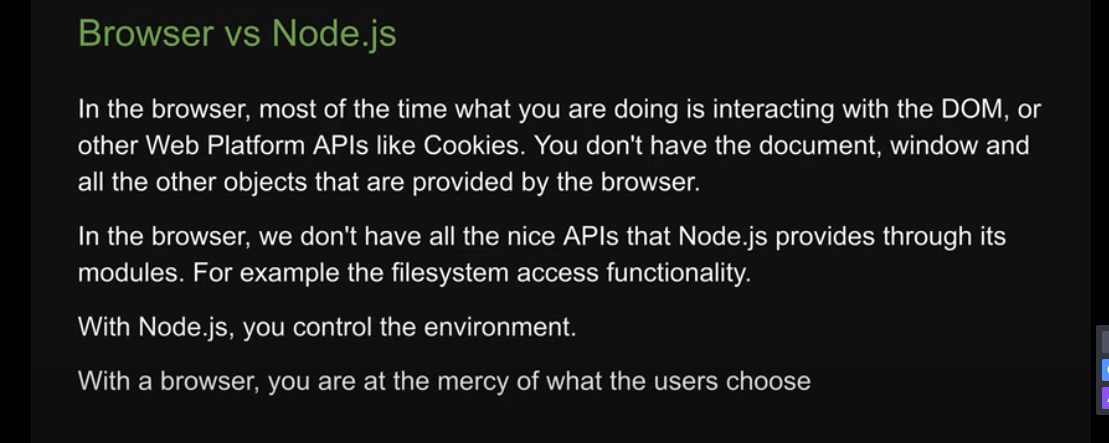 Browser vs Node.js
In the browser, most of the time what you are doing is interacting with the DOM, or
other Web Platform APIs like Cookies. You don't have the document, window and
all the other objects that are provided by the browser.
In the browser, we don't have all the nice APIs that Node.js provides through its
modules. For example the filesystem access functionality.
With Node.js, you control the environment.
With a browser, you are at the mercy of what the users choose